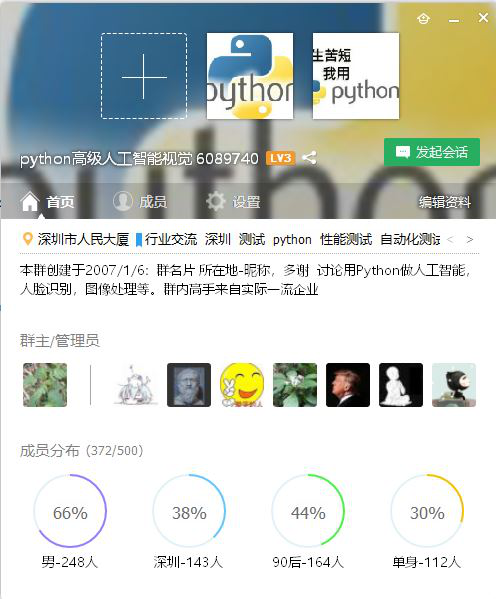 python
生苦短
我用
python
python高级人工智能视觉 6089740 LV3
发起会话
首页 成员 设置 编辑资料
深圳市人民大厦 行业交流 深圳 测试 python 性能测试 自动化测试 < >
本群创建于2007/1/6：群名片 所在地-昵称，多谢 讨论用Python做人工智能，
人脸识别，图像处理等。群内高手来自实际一流企业
群主/管理员
成员分布 (372/500)
66% 38% 44% 30%
男-248人 深圳-143人 90后-164人 单身-112人